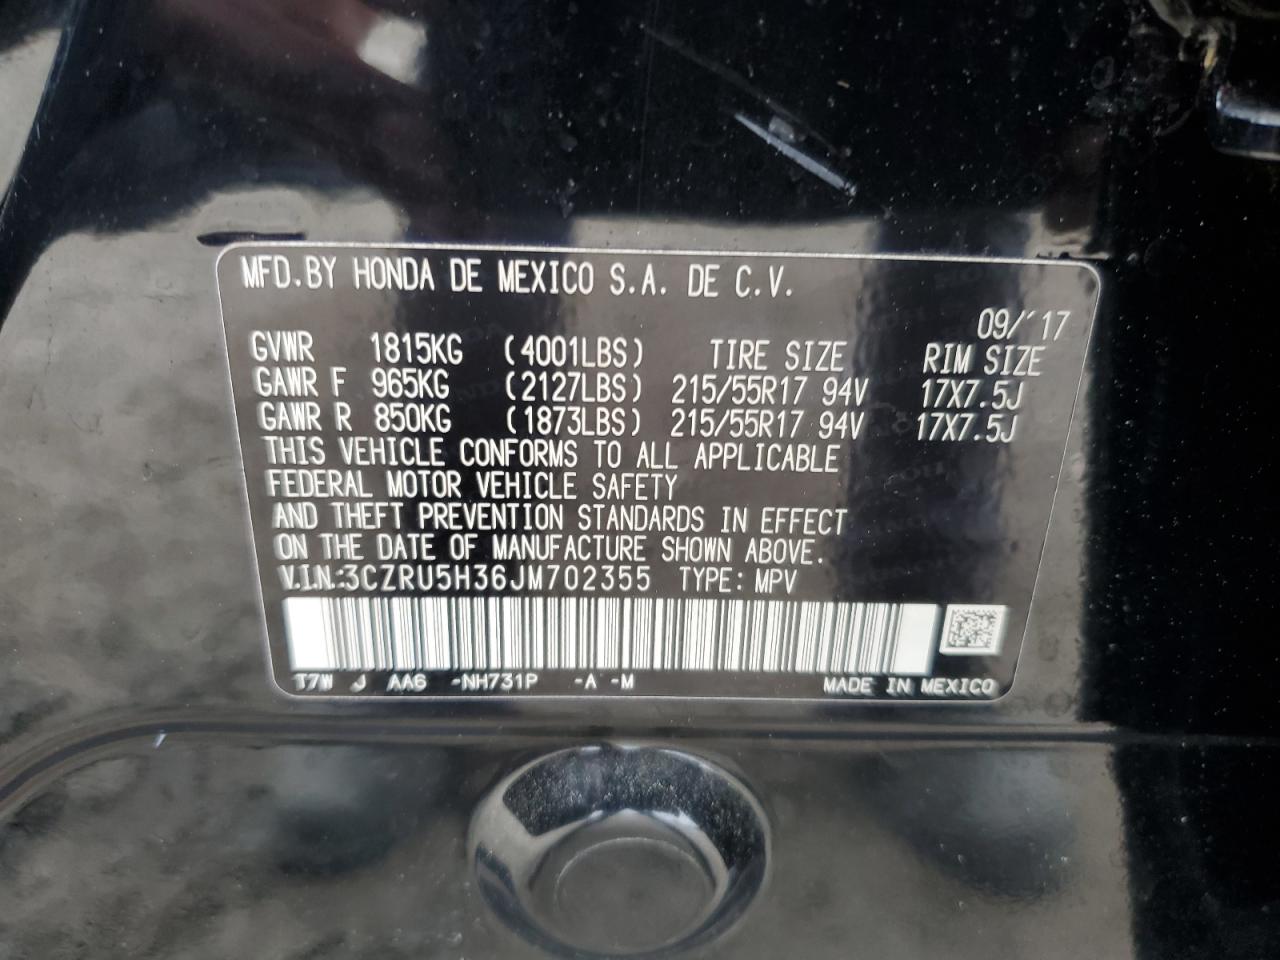 MFD.BY HONDA DE MEXICO S.A. DE C.V.
09/´17
GVWR 1815KG (4001LBS) TIRE SIZE RIM SIZE
GAWR F 965KG (2127LBS) 215/55R17 94V 17X7.5J
GAWR R 850KG (1873LBS) 215/55R17 94V 17X7.5J
THIS VEHICLE CONFORMS TO ALL APPLICABLE
FEDERAL MOTOR VEHICLE SAFETY
AND THEFT PREVENTION STANDARDS IN EFFECT
ON THE DATE OF MANUFACTURE SHOWN ABOVE.
V.I.N.:3CZRU5H36JM702355 TYPE: MPV
T7W J AA6 -NH731P -A -M MADE IN MEXICO